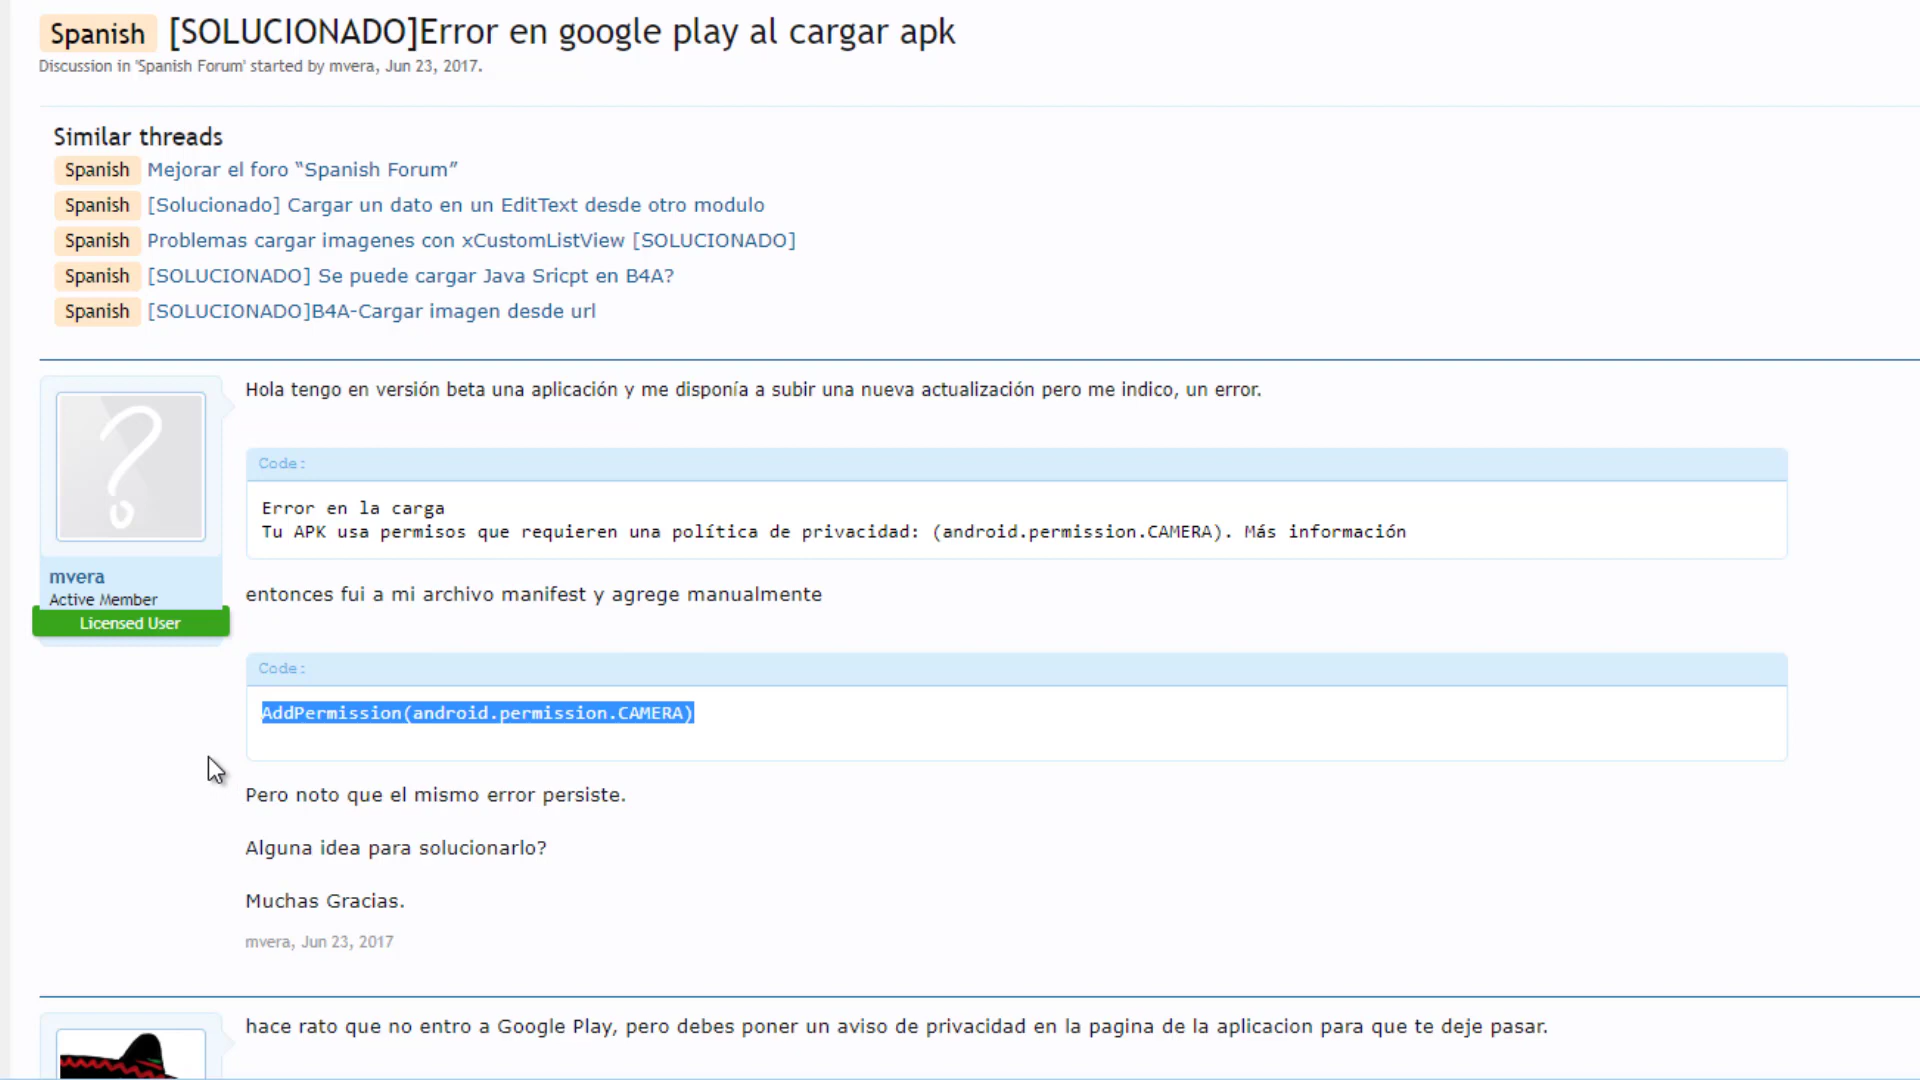 Spanish [SOLUCIONADO]Error en google play al cargar apk
Discussion in 'Spanish Forum' started by mvera, Jun 23, 2017.
Similar threads
Spanish Mejorar el foro “Spanish Forum”
Spanish [Solucionado] Cargar un dato en un EditText desde otro modulo
Spanish Problemas cargar imagenes con xCustomListView [SOLUCIONADO]
Spanish [SOLUCIONADO] Se puede cargar Java Sricpt en B4A?
Spanish [SOLUCIONADO]B4A-Cargar imagen desde url
Hola tengo en versión beta una aplicación y me disponía a subir una nueva actualización pero me indico, un error.
Code:
Error en la carga
Tu APK usa permisos que requieren una política de privacidad: (android.permission.CAMERA). Más información
mvera
Active Member
Licensed User
entonces fui a mi archivo manifest y agrege manualmente
Code:
AddPermission(android.permission.CAMERA)
Pero noto que el mismo error persiste.
Alguna idea para solucionarlo?
Muchas Gracias.
mvera, Jun 23, 2017
hace rato que no entro a Google Play, pero debes poner un aviso de privacidad en la pagina de la aplicacion para que te deje pasar.